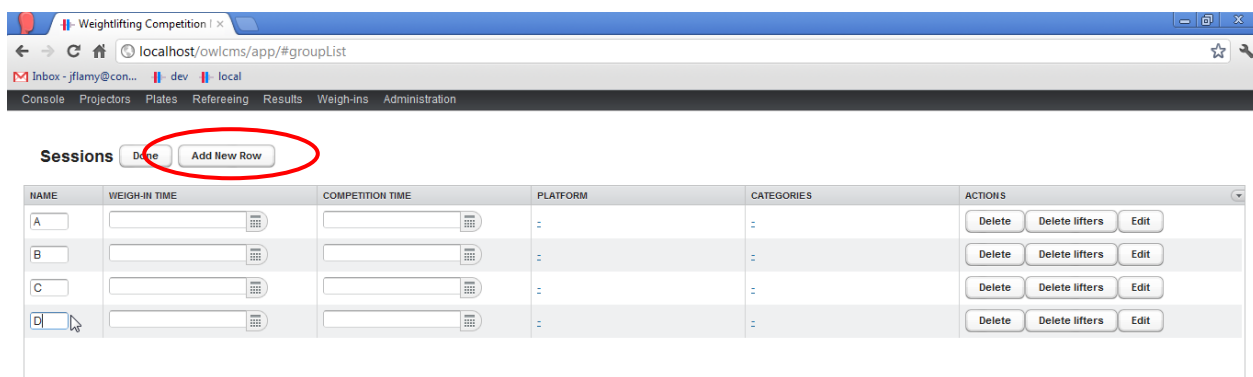 Weightlifting Competition
localhost/owlcms/app/#groupList
Inbox - jflamy@con... dev local
Console Projectors Plates Refereeing Results Weigh-ins Administration
Sessions Done Add New Row
NAME WEIGH-IN TIME COMPETITION TIME PLATFORM CATEGORIES ACTIONS
A - - Delete Delete lifters Edit
B - - Delete Delete lifters Edit
C - - Delete Delete lifters Edit
D - - Delete Delete lifters Edit